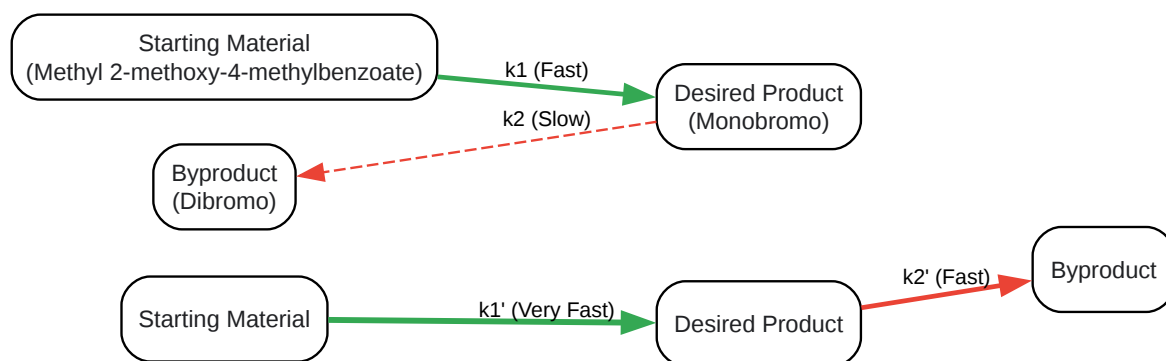 Starting Material
(Methyl 2-methoxy-4-methylbenzoate)
k1 (Fast)
Desired Product
(Monobromo)
k2 (Slow)
Byproduct
(Dibromo)
Starting Material
k1' (Very Fast)
Desired Product
k2' (Fast)
Byproduct